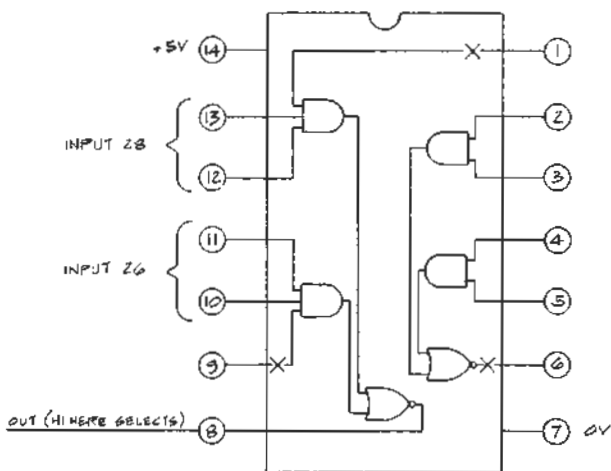 +5V 14 1
13 2
INPUT 28
12 3
11 4
INPUT 26
10 5
9 6
OUT (HI HERE SELECTS) 8 7 0V